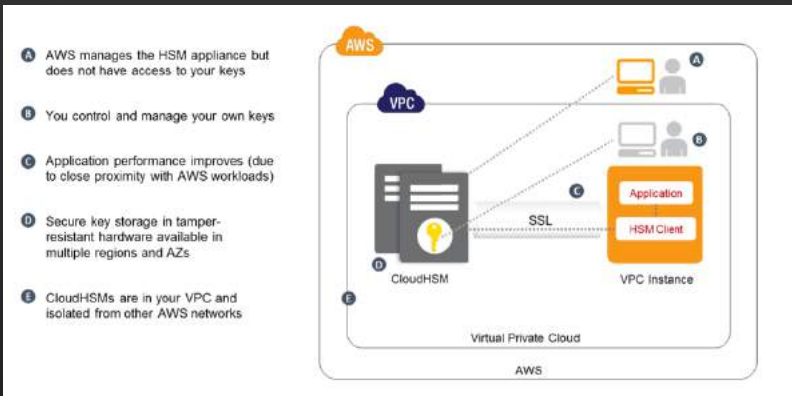 A AWS manages the HSM appliance but
does not have access to your keys
B You control and manage your own keys
C Application performance improves (due
to close proximity with AWS workloads)
D Secure key storage in tamper-
resistant hardware available in
multiple regions and AZs
E CloudHSMs are in your VPC and
isolated from other AWS networks
AWS
A
VPC
B
C
Application
SSL
HSM Client
D
CloudHSM
VPC Instance
E
Virtual Private Cloud
AWS